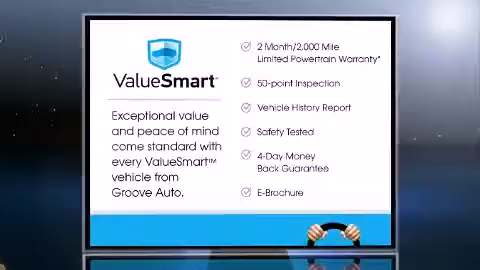 ValueSmart™
Exceptional value
and peace of mind
come standard with
every ValueSmart™
vehicle from
Groove Auto.
2 Month/2,000 Mile
Limited Powertrain Warranty*
50-point Inspection
Vehicle History Report
Safety Tested
4-Day Money
Back Guarantee
E-Brochure